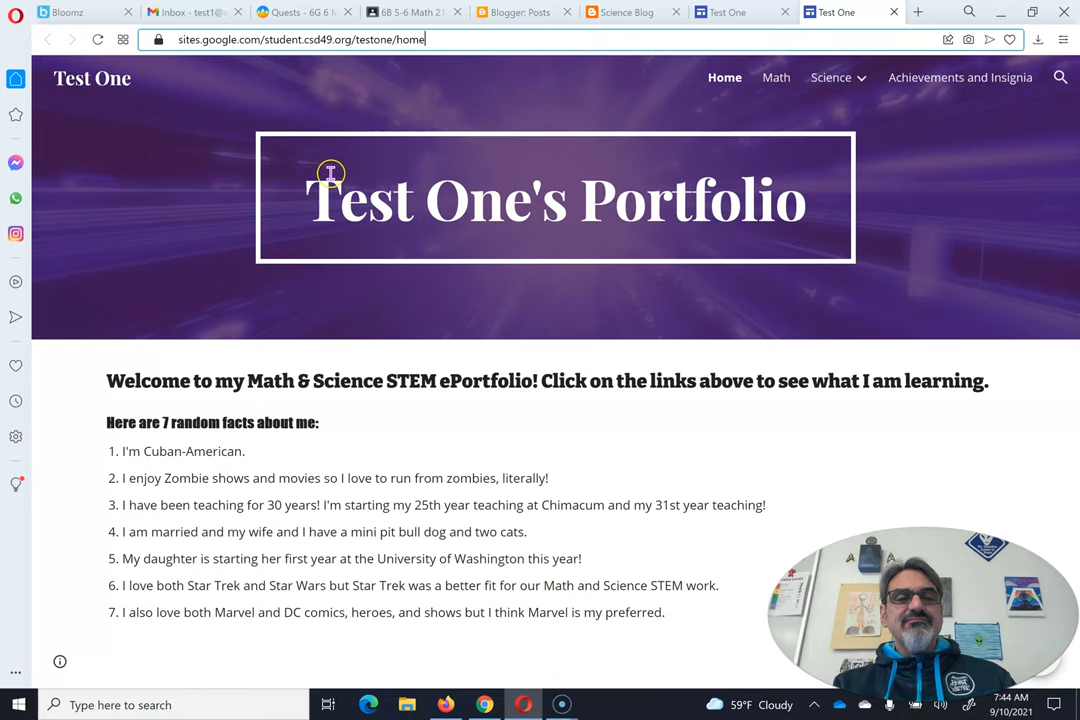 Bloomz
Inbox - test1@s
Quests - 6G 6 M
6B 5-6 Math 21
Blogger: Posts
Science Blog
Test One
Test One
sites.google.com/student.csd49.org/testone/home
Test One
Home
Math
Science
Achievements and Insignia
Test One's Portfolio
Welcome to my Math & Science STEM ePortfolio! Click on the links above to see what I am learning.
Here are 7 random facts about me:
1. I'm Cuban-American.
2. I enjoy Zombie shows and movies so I love to run from zombies, literally!
3. I have been teaching for 30 years! I'm starting my 25th year teaching at Chimacum and my 31st year teaching!
4. I am married and my wife and I have a mini pit bull dog and two cats.
5. My daughter is starting her first year at the University of Washington this year!
6. I love both Star Trek and Star Wars but Star Trek was a better fit for our Math and Science STEM work.
7. I also love both Marvel and DC comics, heroes, and shows but I think Marvel is my preferred.
Type here to search
59°F Cloudy
7:44 AM
9/10/2021